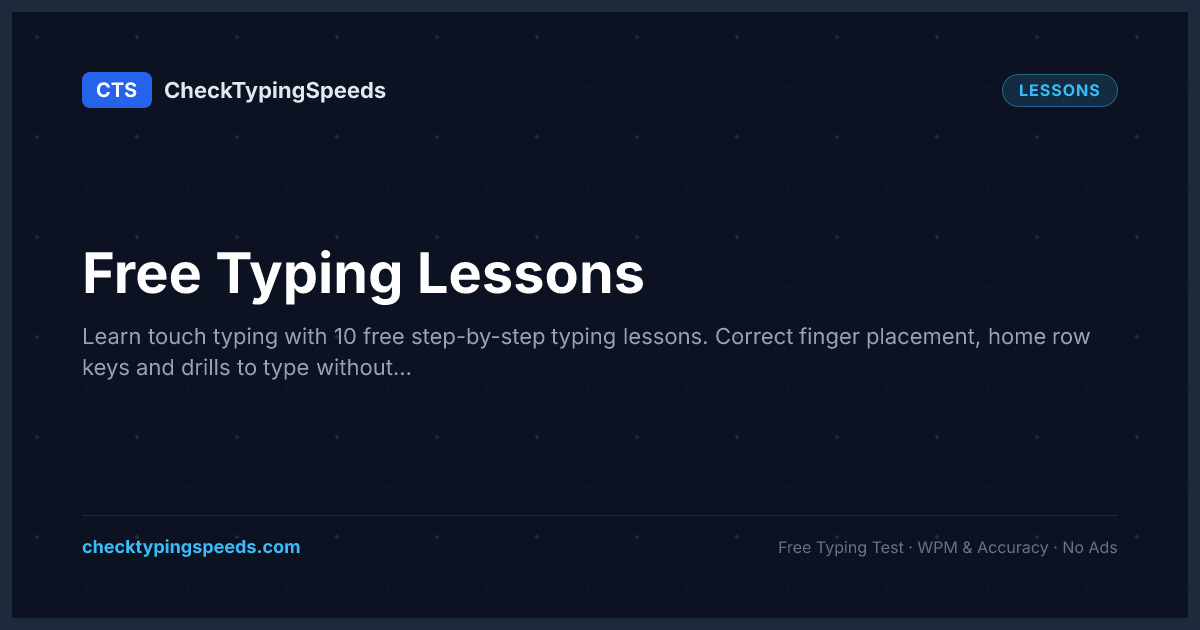 CTS CheckTypingSpeeds
LESSONS
Free Typing Lessons
Learn touch typing with 10 free step-by-step typing lessons. Correct finger placement, home row
keys and drills to type without...
checktypingspeeds.com
Free Typing Test · WPM & Accuracy · No Ads